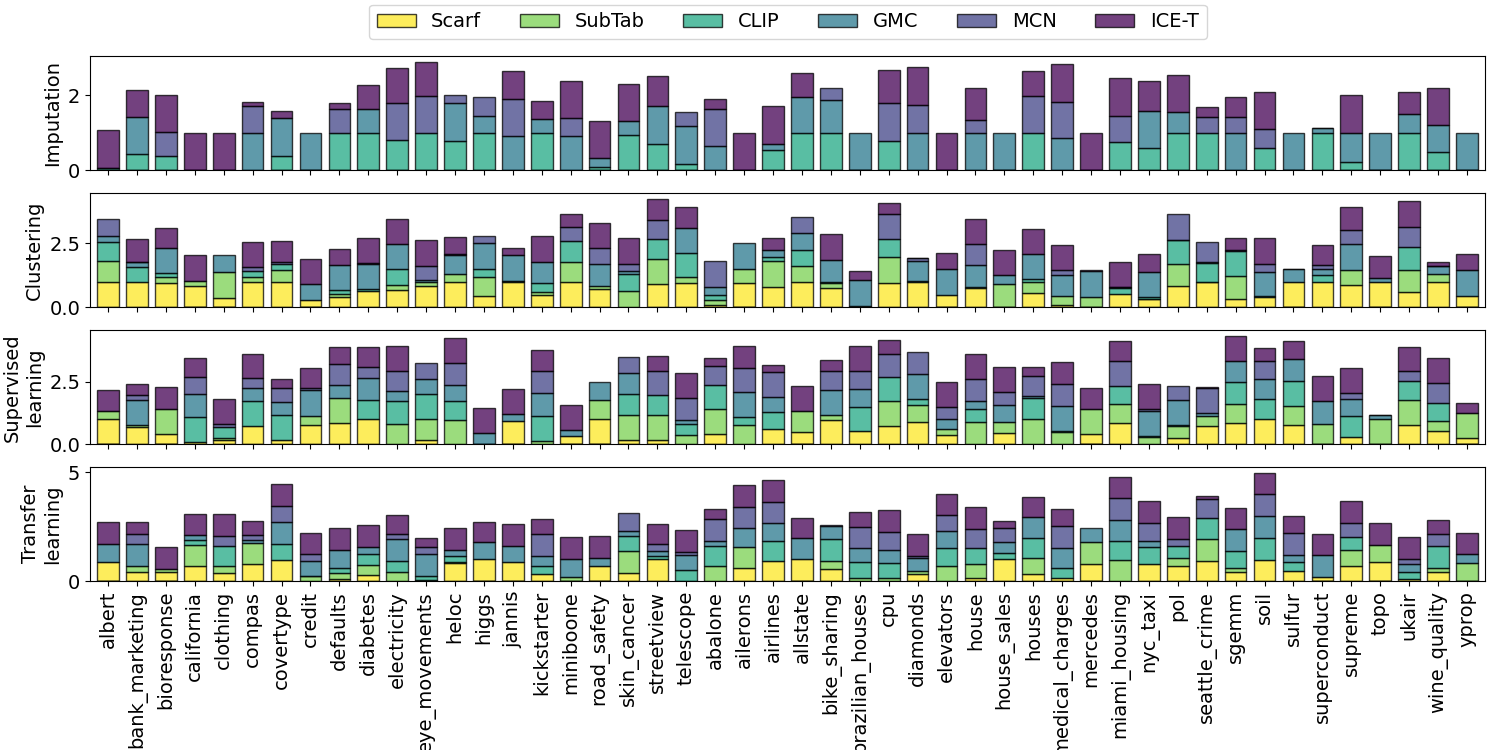 Scarf SubTab CLIP GMC MCN ICE-T
Imputation
2
0
Clustering
2.5
0.0
Supervised
learning
2.5
0.0
Transfer
learning
5
0
albert bank_marketing bioresponse california clothing compas covertype credit defaults diabetes electricity eye_movements heloc higgs jannis kickstarter miniboone road_safety skin_cancer streetview telescope abalone ailerons airlines allstate bike_sharing brazilian_houses cpu diamonds elevators house house_sales houses medical_charges mercedes miami_housing nyc_taxi pol seattle_crime sgemm soil sulfur superconduct supreme topo ukair wine_quality yprop